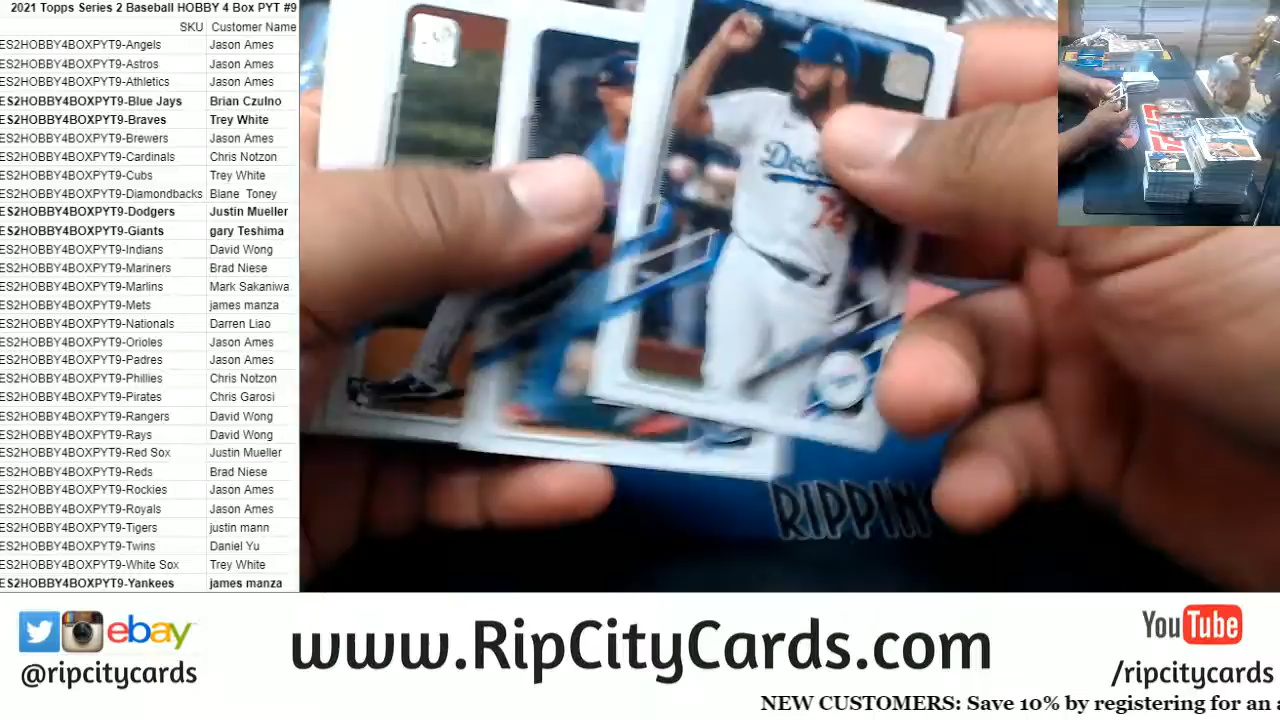 2021 Topps Series 2 Baseball HOBBY 4 Box PYT #9
SKU Customer Name
ES2HOBBY4BOXPYT9-Angels Jason Ames
ES2HOBBY4BOXPYT9-Astros Jason Ames
ES2HOBBY4BOXPYT9-Athletics Jason Ames
ES2HOBBY4BOXPYT9-Blue Jays Brian Czulno
ES2HOBBY4BOXPYT9-Braves Trey White
ES2HOBBY4BOXPYT9-Brewers Jason Ames
ES2HOBBY4BOXPYT9-Cardinals Chris Notzon
ES2HOBBY4BOXPYT9-Cubs Trey White
ES2HOBBY4BOXPYT9-Diamondbacks Blane Toney
ES2HOBBY4BOXPYT9-Dodgers Justin Mueller
ES2HOBBY4BOXPYT9-Giants gary Teshima
ES2HOBBY4BOXPYT9-Indians David Wong
ES2HOBBY4BOXPYT9-Mariners Brad Niese
ES2HOBBY4BOXPYT9-Marlins Mark Sakaniwa
ES2HOBBY4BOXPYT9-Mets james manza
ES2HOBBY4BOXPYT9-Nationals Darren Liao
ES2HOBBY4BOXPYT9-Orioles Jason Ames
ES2HOBBY4BOXPYT9-Padres Jason Ames
ES2HOBBY4BOXPYT9-Phillies Chris Notzon
ES2HOBBY4BOXPYT9-Pirates Chris Garosi
ES2HOBBY4BOXPYT9-Rangers David Wong
ES2HOBBY4BOXPYT9-Rays David Wong
ES2HOBBY4BOXPYT9-Red Sox Justin Mueller
ES2HOBBY4BOXPYT9-Reds Brad Niese
ES2HOBBY4BOXPYT9-Rockies Jason Ames
ES2HOBBY4BOXPYT9-Royals Jason Ames
ES2HOBBY4BOXPYT9-Tigers justin mann
ES2HOBBY4BOXPYT9-Twins Daniel Yu
ES2HOBBY4BOXPYT9-White Sox Trey White
ES2HOBBY4BOXPYT9-Yankees james manza
74
RIPPIN
ebay
@ripcitycards
www.RipCityCards.com
YouTube
/ripcitycards
NEW CUSTOMERS: Save 10% by registering for an a